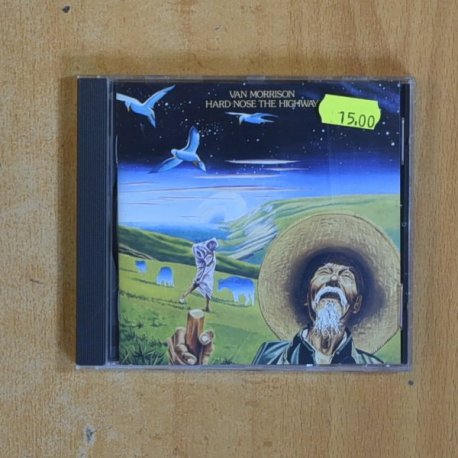 VAN MORRISON
HARD NOSE THE HIGHWAY
15,00